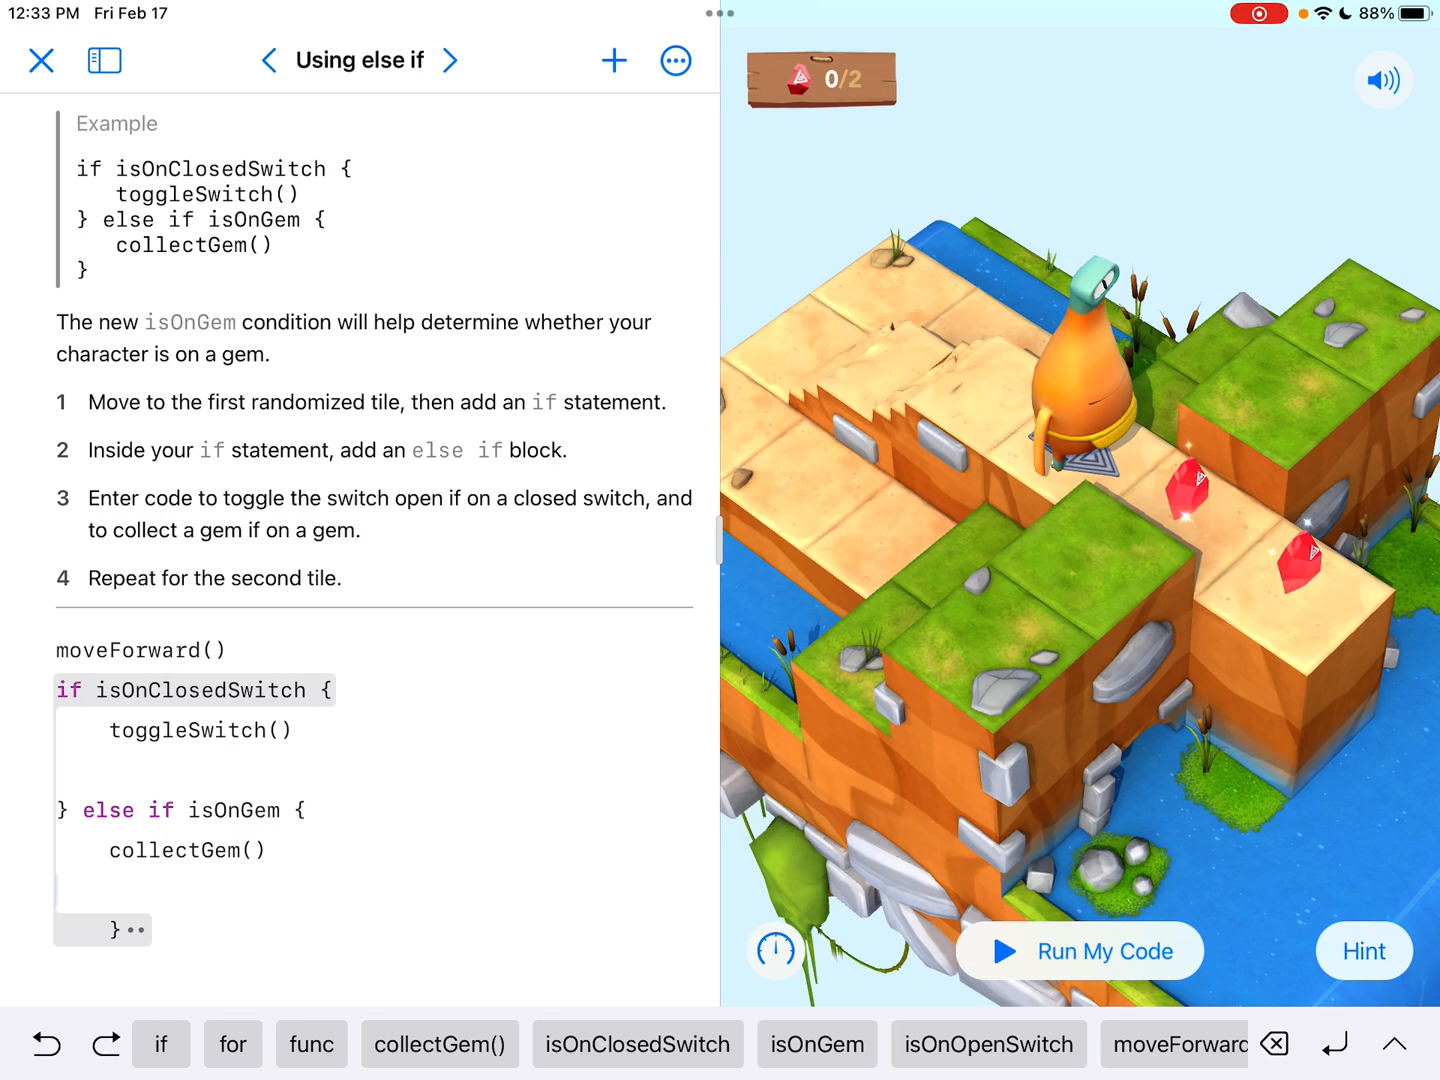 12:33 PM Fri Feb 17
88%
Using else if
Example
if isOnClosedSwitch {
toggleSwitch()
} else if isOnGem {
collectGem()
}
The new isOnGem condition will help determine whether your
character is on a gem.
1 Move to the first randomized tile, then add an if statement.
2 Inside your if statement, add an else if block.
3 Enter code to toggle the switch open if on a closed switch, and
to collect a gem if on a gem.
4 Repeat for the second tile.
moveForward()
if isOnClosedSwitch {
toggleSwitch()
} else if isOnGem {
collectGem()
}
0/2
Run My Code
Hint
if for func collectGem() isOnClosedSwitch isOnGem isOnOpenSwitch moveForward